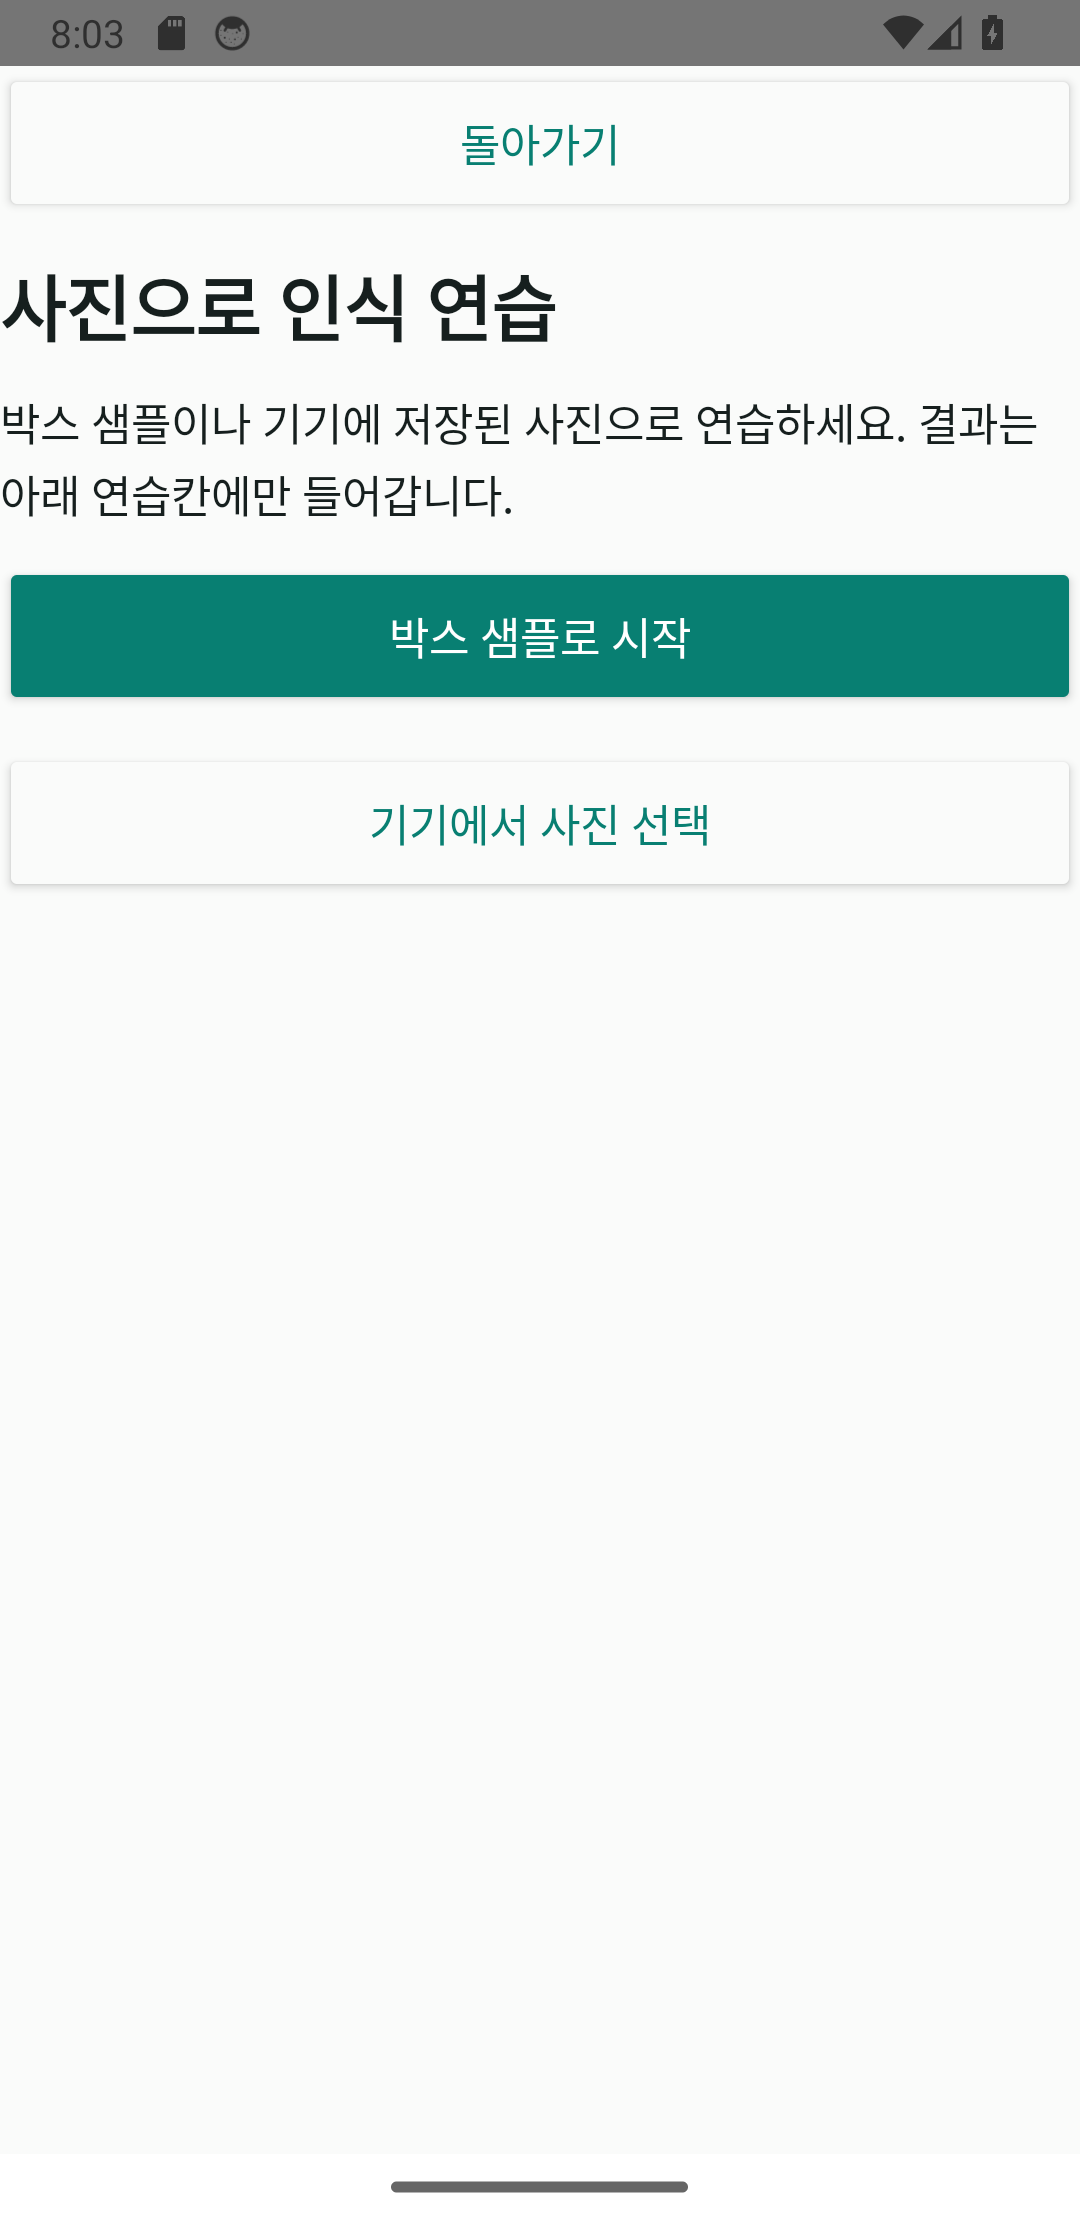 8:03
돌아가기
사진으로 인식 연습
박스 샘플이나 기기에 저장된 사진으로 연습하세요. 결과는
아래 연습칸에만 들어갑니다.
박스 샘플로 시작
기기에서 사진 선택